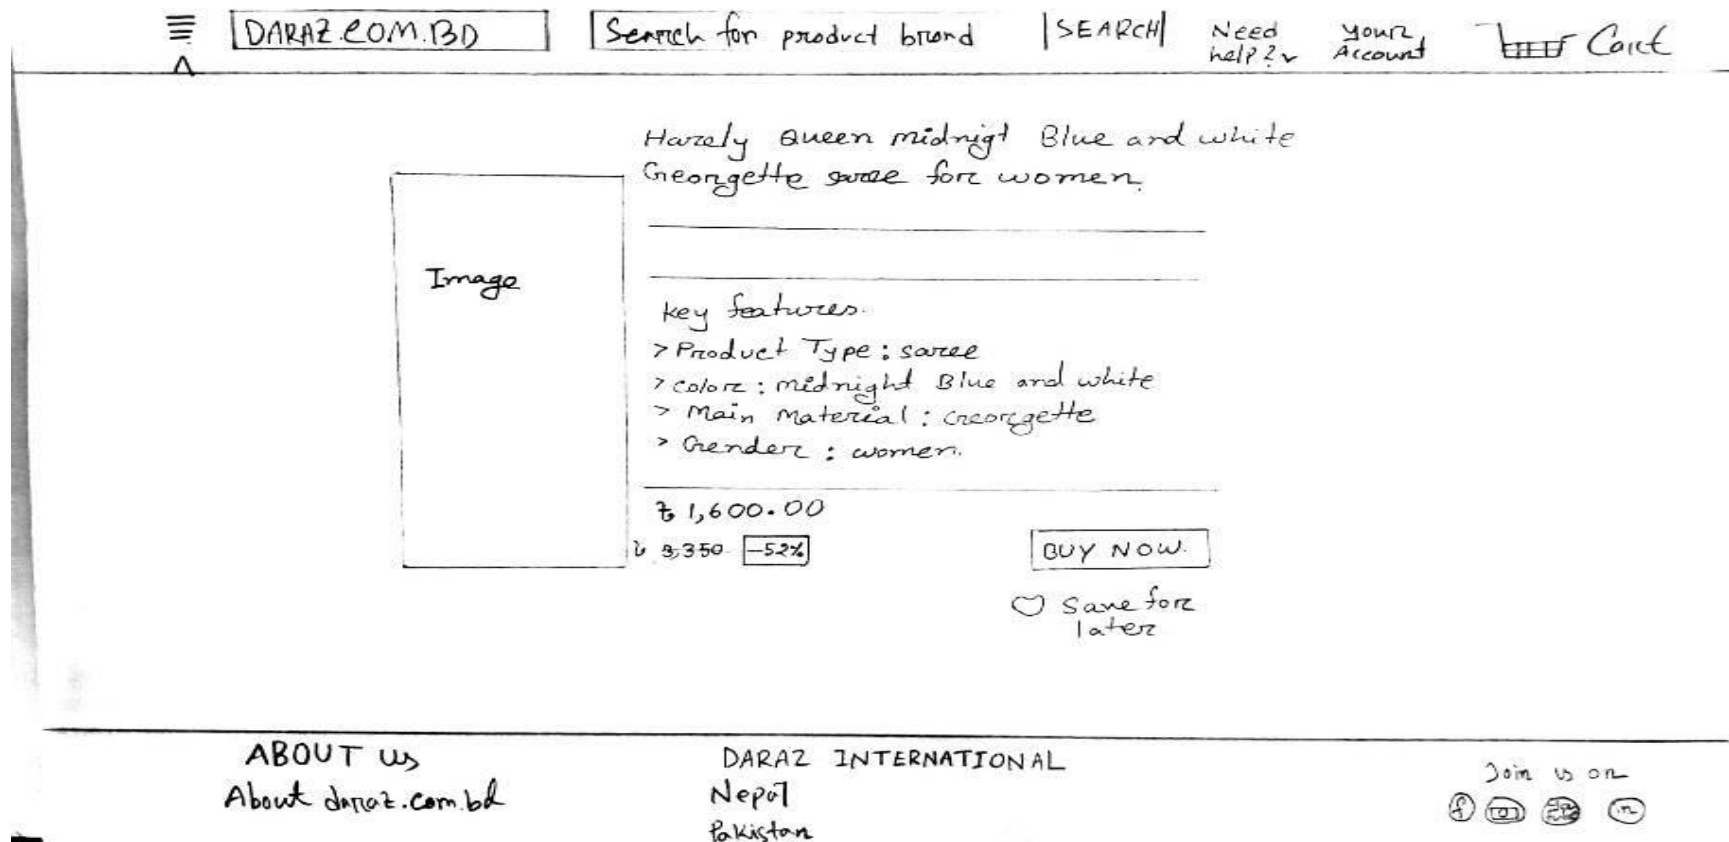 DARAZ.COM.BD
Search for product brand
SEARCH
Need
help?
Your
Account
Cart
Harely Queen midnigt Blue and white
Georgette saree for women.
Image
key features.
> Product Type : saree
> color : midnight Blue and white
> Main Material : Georgette
> Gender : women.
৳ 1,600.00
৳ 3,350 -52%
BUY NOW.
Save for
later
ABOUT Us
About daraz.com.bd
DARAZ INTERNATIONAL
Nepal
Pakistan
Join us on
f
in